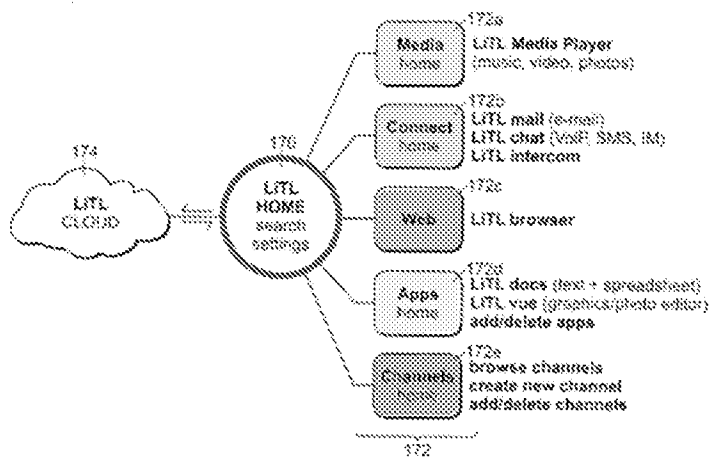 172a
Media
home
LiTL Media Player
(music, video, photos)
172b
Connect
home
LiTL mail (e-mail)
LiTL chat (VoIP, SMS, IM)
LiTL intercom
174
LiTL
CLOUD
170
LiTL
HOME
search
settings
172c
Web
LiTL browser
172d
Apps
home
LiTL docs (text + spreadsheet)
LiTL vue (graphics/photo editor)
add/delete apps
172e
Channels
home
browse channels
create new channel
add/delete channels
172